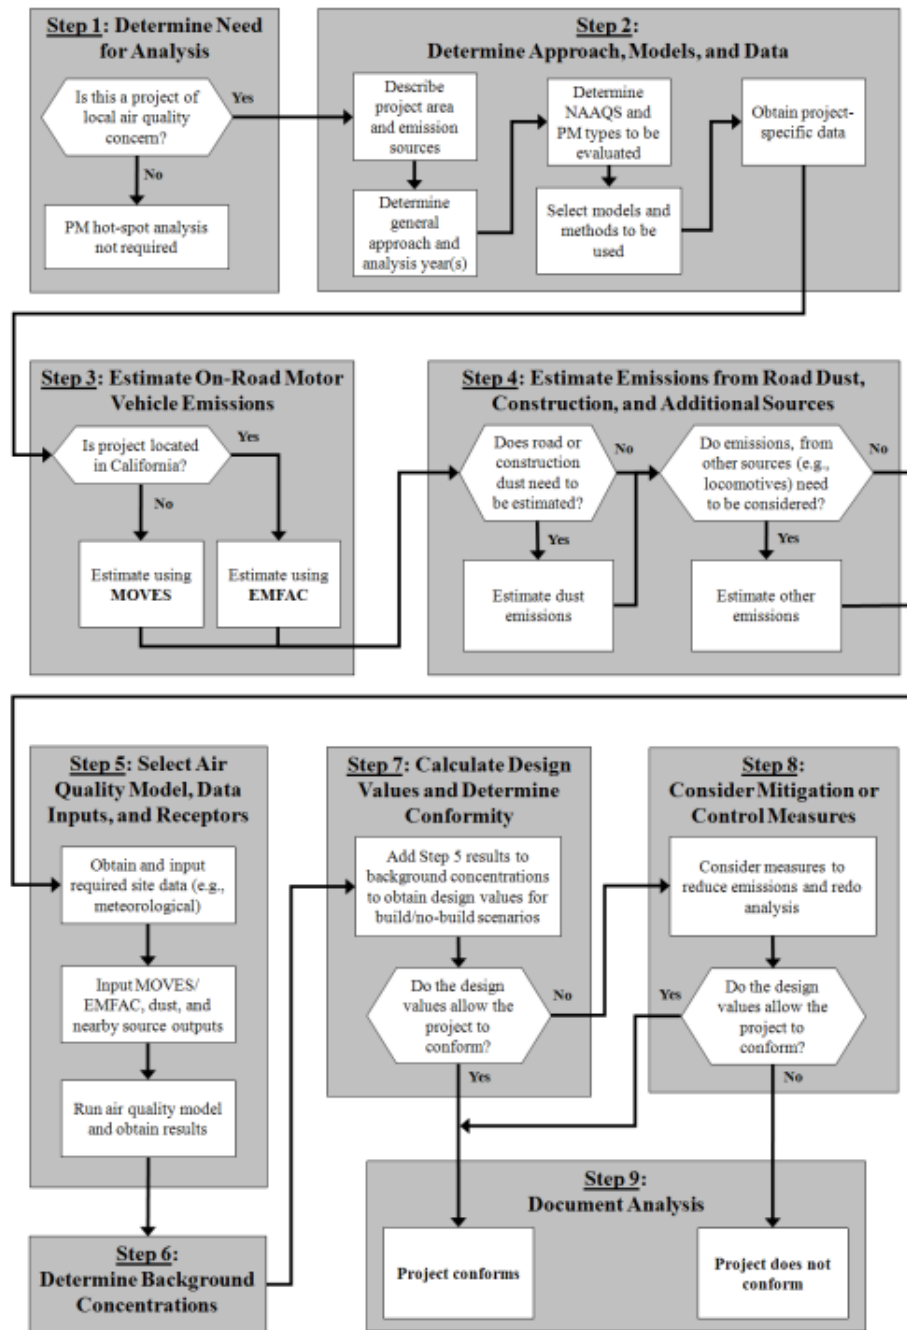 Step 1: Determine Need
for Analysis
Is this a project of
local air quality
concern?
Yes
No
PM hot-spot analysis
not required
Step 2:
Determine Approach, Models, and Data
Describe
project area
and emission
sources
Determine
general
approach and
analysis year(s)
Determine
NAAQS and
PM types to be
evaluated
Select models and
methods to be
used
Obtain project-
specific data
Step 3: Estimate On-Road Motor
Vehicle Emissions
Is project located
in California?
Yes
No
Estimate using
MOVES
Estimate using
EMFAC
Step 4: Estimate Emissions from Road Dust,
Construction, and Additional Sources
Does road or
construction
dust need to
be estimated?
No
Yes
Estimate dust
emissions
Do emissions, from
other sources (e.g.,
locomotives) need
to be considered?
No
Yes
Estimate other
emissions
Step 5: Select Air
Quality Model, Data
Inputs, and Receptors
Obtain and input
required site data (e.g.,
meteorological)
Input MOVES/
EMFAC, dust, and
nearby source outputs
Run air quality model
and obtain results
Step 6:
Determine Background
Concentrations
Step 7: Calculate Design
Values and Determine
Conformity
Add Step 5 results to
background concentrations
to obtain design values for
build/no-build scenarios
Do the design
values allow the
project to
conform?
No
Yes
Step 8:
Consider Mitigation or
Control Measures
Consider measures to
reduce emissions and redo
analysis
Do the design
values allow the
project to
conform?
Yes
No
Step 9:
Document Analysis
Project conforms
Project does not
conform